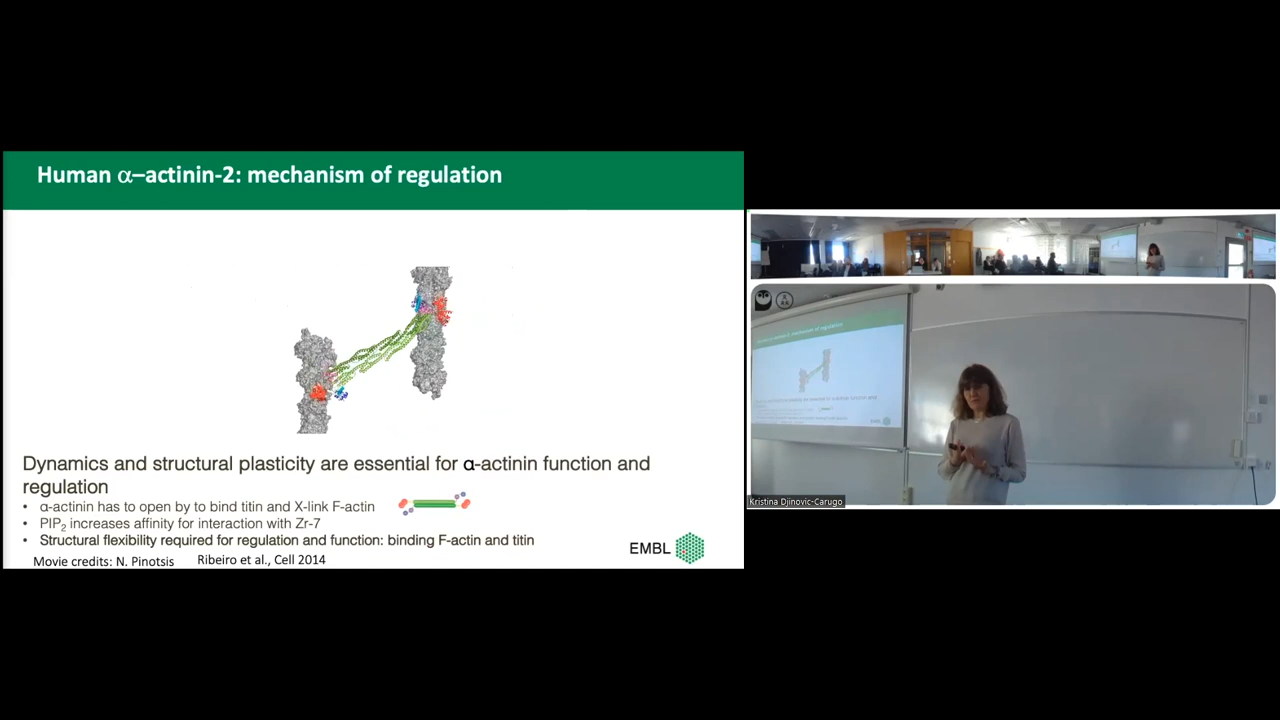 Human α–actinin-2: mechanism of regulation
Dynamics and structural plasticity are essential for α-actinin function and
regulation
• α-actinin has to open by to bind titin and X-link F-actin
• PIP2 increases affinity for interaction with Zr-7
• Structural flexibility required for regulation and function: binding F-actin and titin
EMBL
Movie credits: N. Pinotsis
Ribeiro et al., Cell 2014
Kristina Djinovic-Carugo